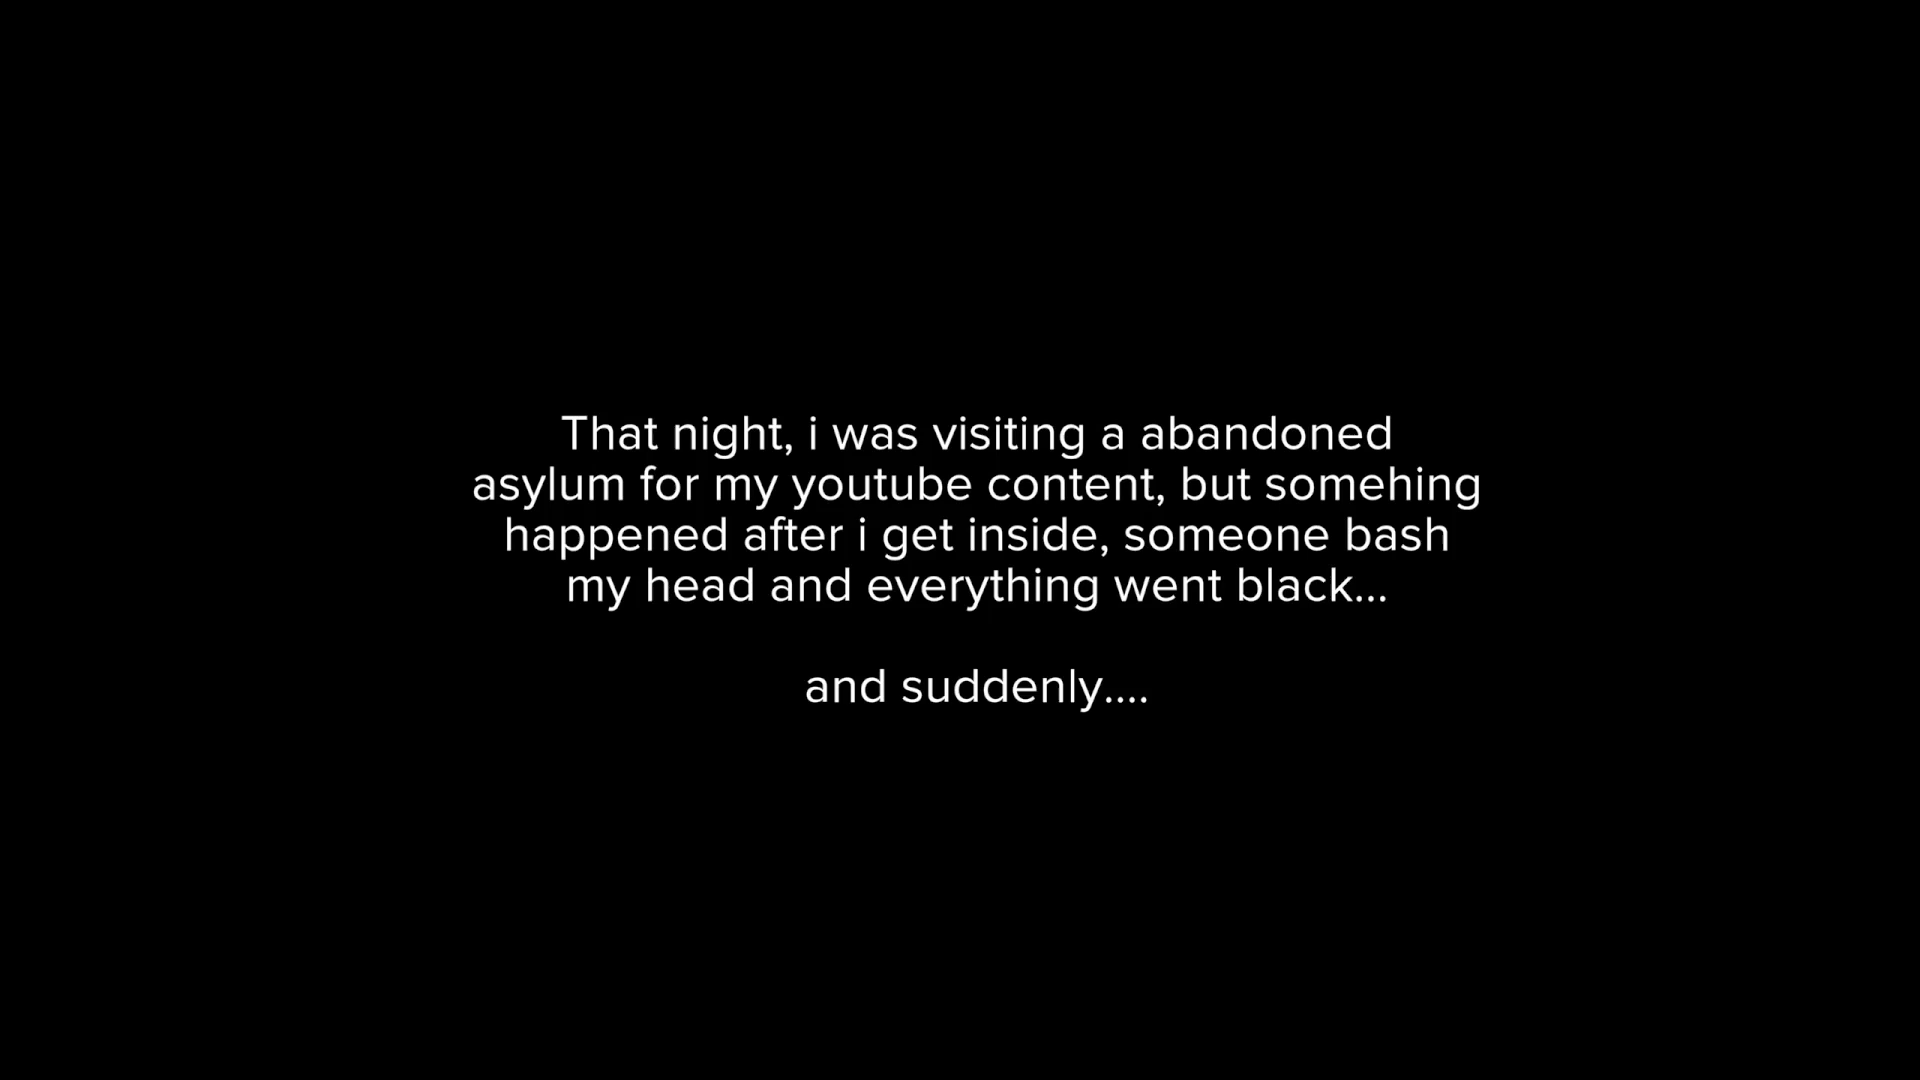 That night, i was visiting a abandoned
asylum for my youtube content, but somehing
happened after i get inside, someone bash
my head and everything went black...
and suddenly....